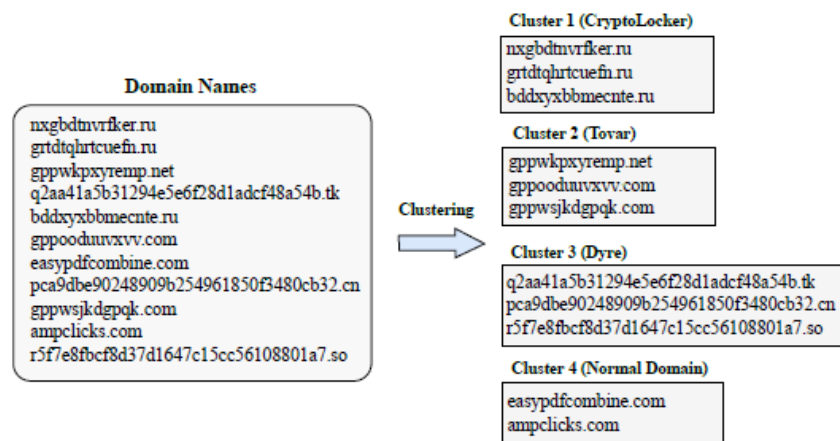 Domain Names
nxgbdtnvrfker.ru
grtdtqhrtcuefn.ru
gppwkpxyremp.net
q2aa41a5b31294e5e6f28d1adcf48a54b.tk
bddxyxbbmecnte.ru
gppooduuvxvv.com
easypdfcombine.com
pca9dbe90248909b254961850f3480cb32.cn
gppwsjkdgpqk.com
ampclicks.com
r5f7e8fbcf8d37d1647c15cc56108801a7.so
Clustering
Cluster 1 (CryptoLocker)
nxgbdtnvrfker.ru
grtdtqhrtcuefn.ru
bddxyxbbmecnte.ru
Cluster 2 (Tovar)
gppwkpxyremp.net
gppooduuvxvv.com
gppwsjkdgpqk.com
Cluster 3 (Dyre)
q2aa41a5b31294e5e6f28d1adcf48a54b.tk
pca9dbe90248909b254961850f3480cb32.cn
r5f7e8fbcf8d37d1647c15cc56108801a7.so
Cluster 4 (Normal Domain)
easypdfcombine.com
ampclicks.com